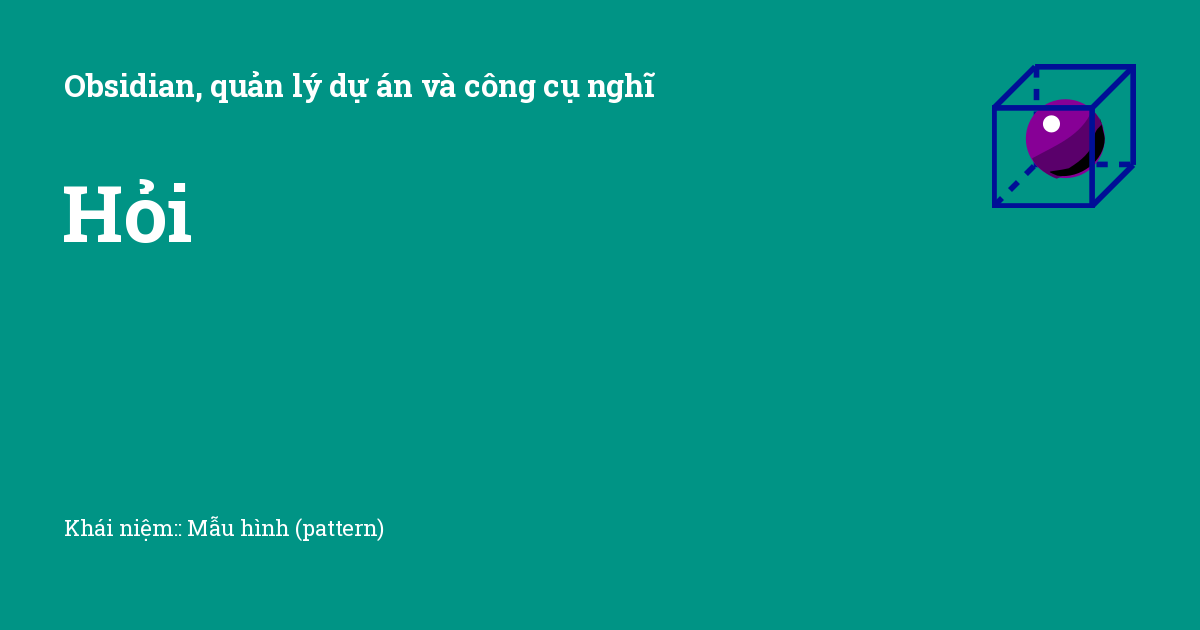 Obsidian, quản lý dự án và công cụ nghĩ
Hỏi
Khái niệm:: Mẫu hình (pattern)